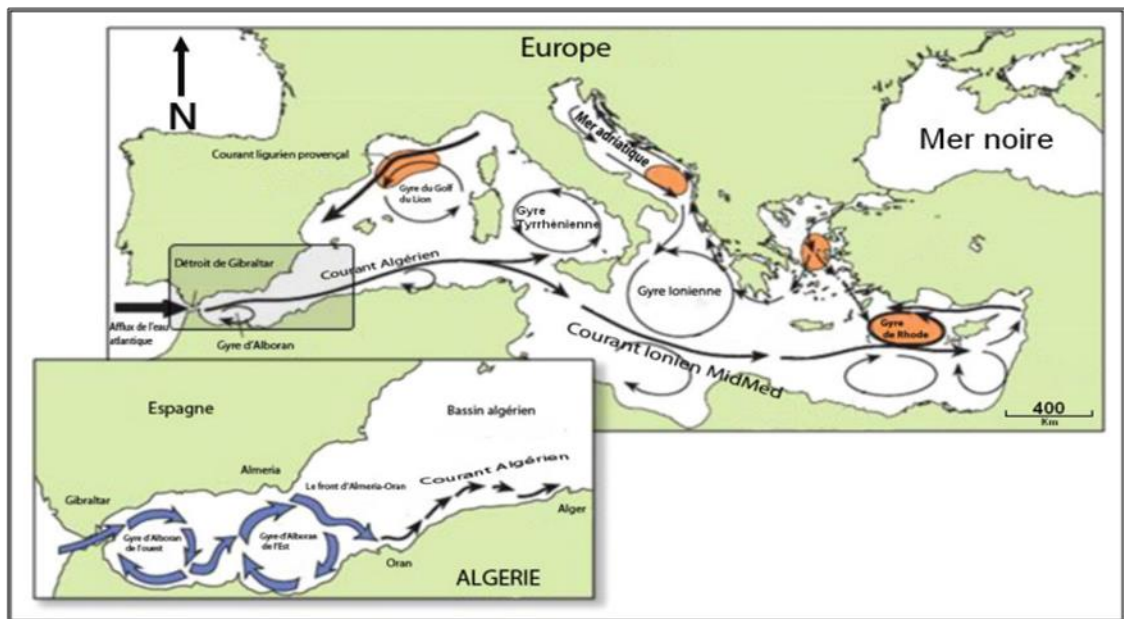 Europe
N
Mer noire
Mer adriatique
Courant ligurien provençal
Gyre du Golf
du Lion
Gyre
Tyrrhénienne
Détroit de Gibraltar
Courant Algérien
Gyre Ionienne
Afflux de l'eau
atlantique
Gyre d'Alboran
Gyre
de Rhode
Courant Ionien MidMed
400
Km
Espagne
Bassin algérien
Almeria
Le front d'Almeria-Oran
Courant Algérien
Gibraltar
Alger
Gyre d'Alboran
de l'ouest
Gyre d'Alboran
de l'Est
Oran
ALGERIE